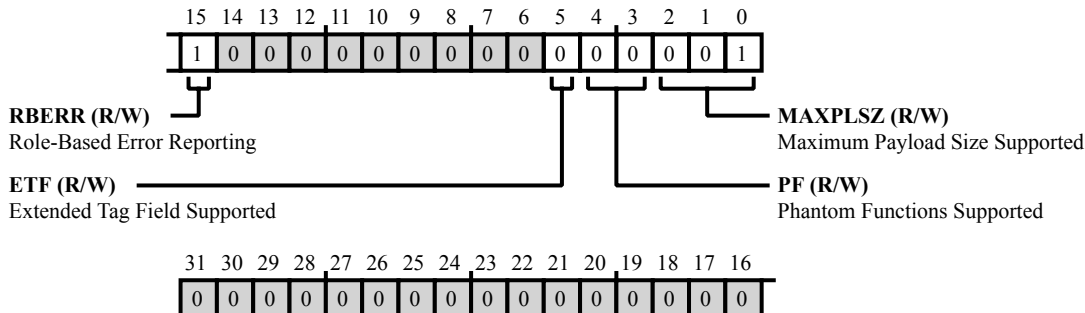 15 14 13 12 11 10 9 8 7 6 5 4 3 2 1 0
1 0 0 0 0 0 0 0 0 0 0 0 0 0 0 1
RBERR (R/W)
Role-Based Error Reporting
MAXPLSZ (R/W)
Maximum Payload Size Supported
ETF (R/W)
Extended Tag Field Supported
PF (R/W)
Phantom Functions Supported
31 30 29 28 27 26 25 24 23 22 21 20 19 18 17 16
0 0 0 0 0 0 0 0 0 0 0 0 0 0 0 0